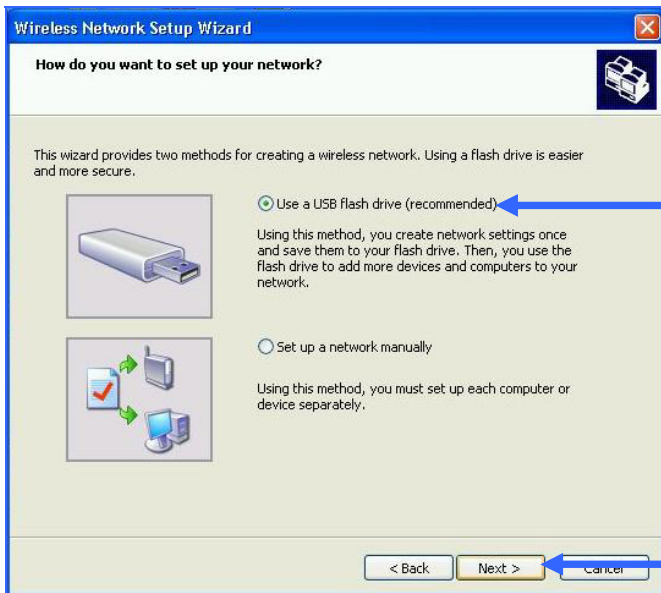 Wireless Network Setup Wizard
How do you want to set up your network?
This wizard provides two methods for creating a wireless network. Using a flash drive is easier
and more secure.
Use a USB flash drive (recommended)
Using this method, you create network settings once
and save them to your flash drive. Then, you use the
flash drive to add more devices and computers to your
network.
Set up a network manually
Using this method, you must set up each computer or
device separately.
< Back Next > Cancel